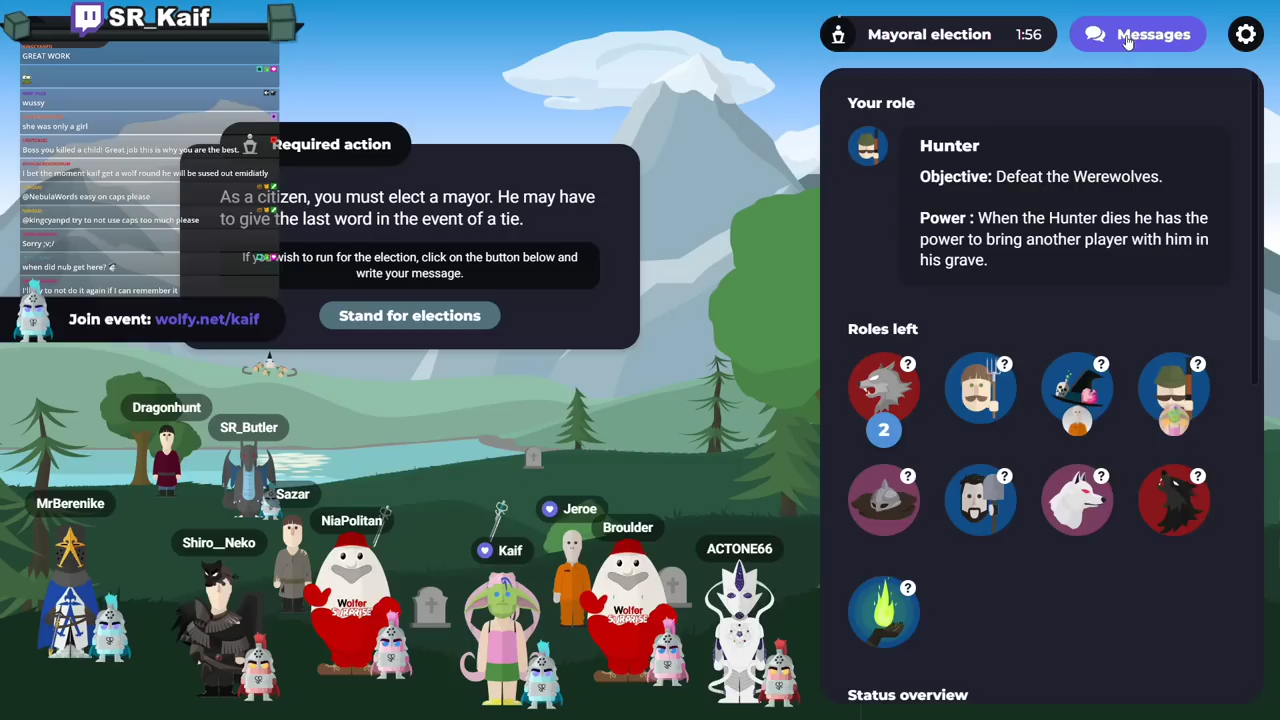 SR_Kaif
GREAT WORK
wussy
she was only a girl
Boss you killed a child! Great job this is why you are the best.
I bet the moment kaif get a wolf round he will be sused out emidiatly
@NebulaWords easy on caps please
@kingcyanpd try to not use caps too much please
Sorry ;v;/
when did nub get here?
I'll try to not do it again if I can remember it
Join event: wolfy.net/kaif
Required action
As a citizen, you must elect a mayor. He may have
to give the last word in the event of a tie.
If you wish to run for the election, click on the button below and
write your message.
Stand for elections
Mayoral election 1:56
Messages
Your role
Hunter
Objective: Defeat the Werewolves.
Power : When the Hunter dies he has the
power to bring another player with him in
his grave.
Roles left
? ? ? ?
2
? ? ? ?
?
Status overview
Dragonhunt
SR_Butler
MrBerenike
Sazar
Shiro__Neko
NiaPolitan
Kaif
Jeroe
Broulder
ACTONE66
Wolfer
SURPRISE
Wolfer
SURPRISE